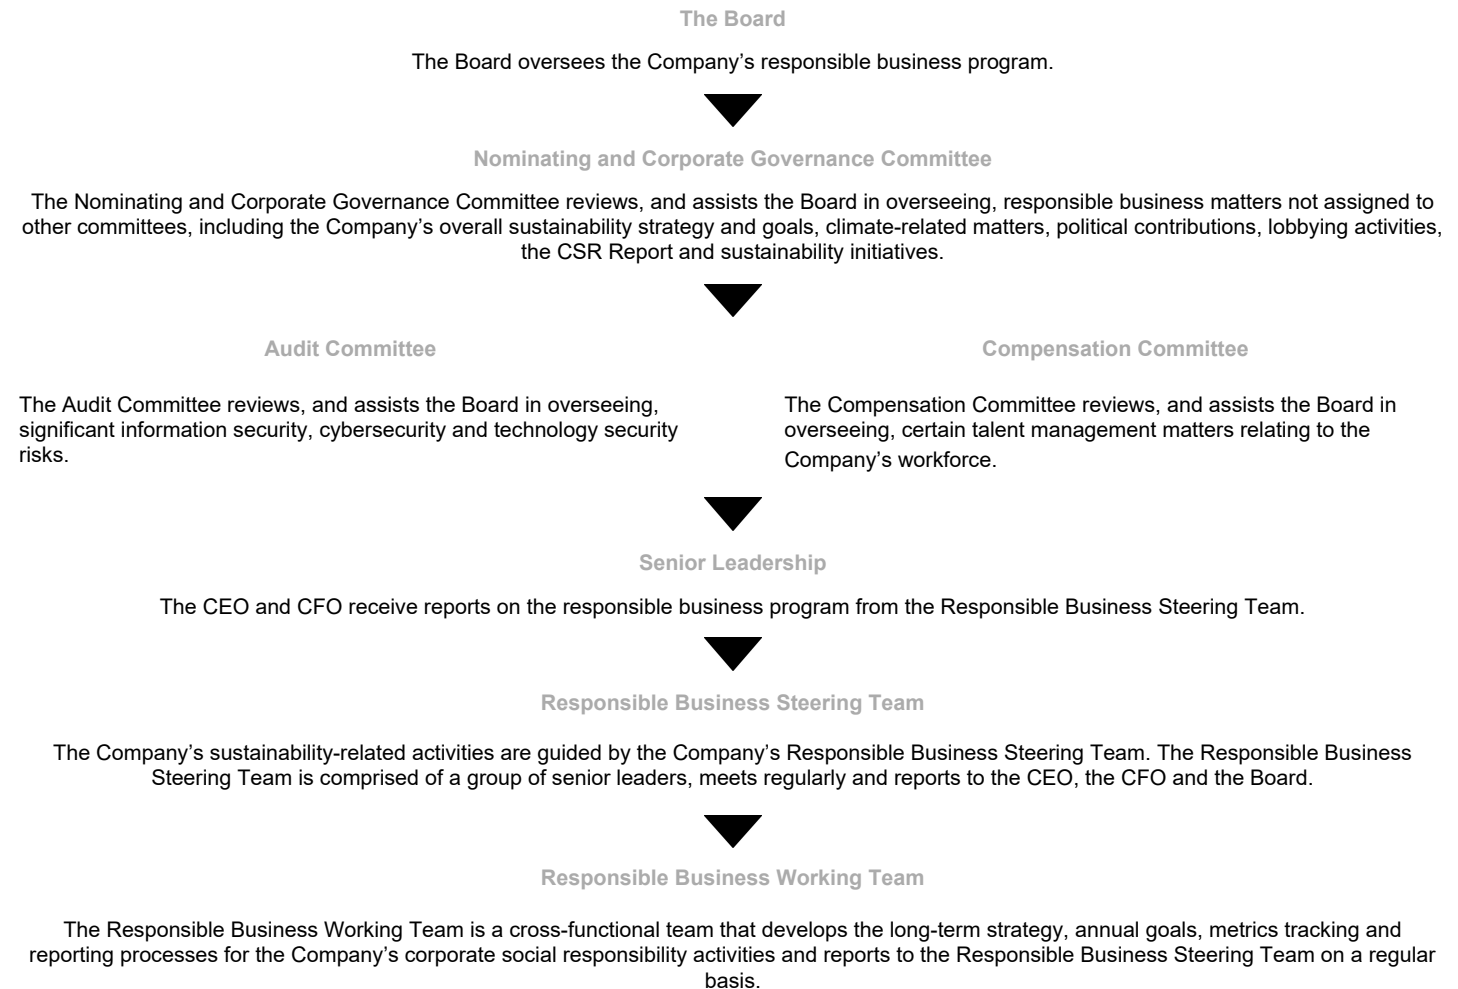 The Board
The Board oversees the Company’s responsible business program.
Nominating and Corporate Governance Committee
The Nominating and Corporate Governance Committee reviews, and assists the Board in overseeing, responsible business matters not assigned to
other committees, including the Company’s overall sustainability strategy and goals, climate-related matters, political contributions, lobbying activities,
the CSR Report and sustainability initiatives.
Audit Committee
The Audit Committee reviews, and assists the Board in overseeing,
significant information security, cybersecurity and technology security
risks.
Compensation Committee
The Compensation Committee reviews, and assists the Board in
overseeing, certain talent management matters relating to the
Company’s workforce.
Senior Leadership
The CEO and CFO receive reports on the responsible business program from the Responsible Business Steering Team.
Responsible Business Steering Team
The Company’s sustainability-related activities are guided by the Company’s Responsible Business Steering Team. The Responsible Business
Steering Team is comprised of a group of senior leaders, meets regularly and reports to the CEO, the CFO and the Board.
Responsible Business Working Team
The Responsible Business Working Team is a cross-functional team that develops the long-term strategy, annual goals, metrics tracking and
reporting processes for the Company’s corporate social responsibility activities and reports to the Responsible Business Steering Team on a regular
basis.